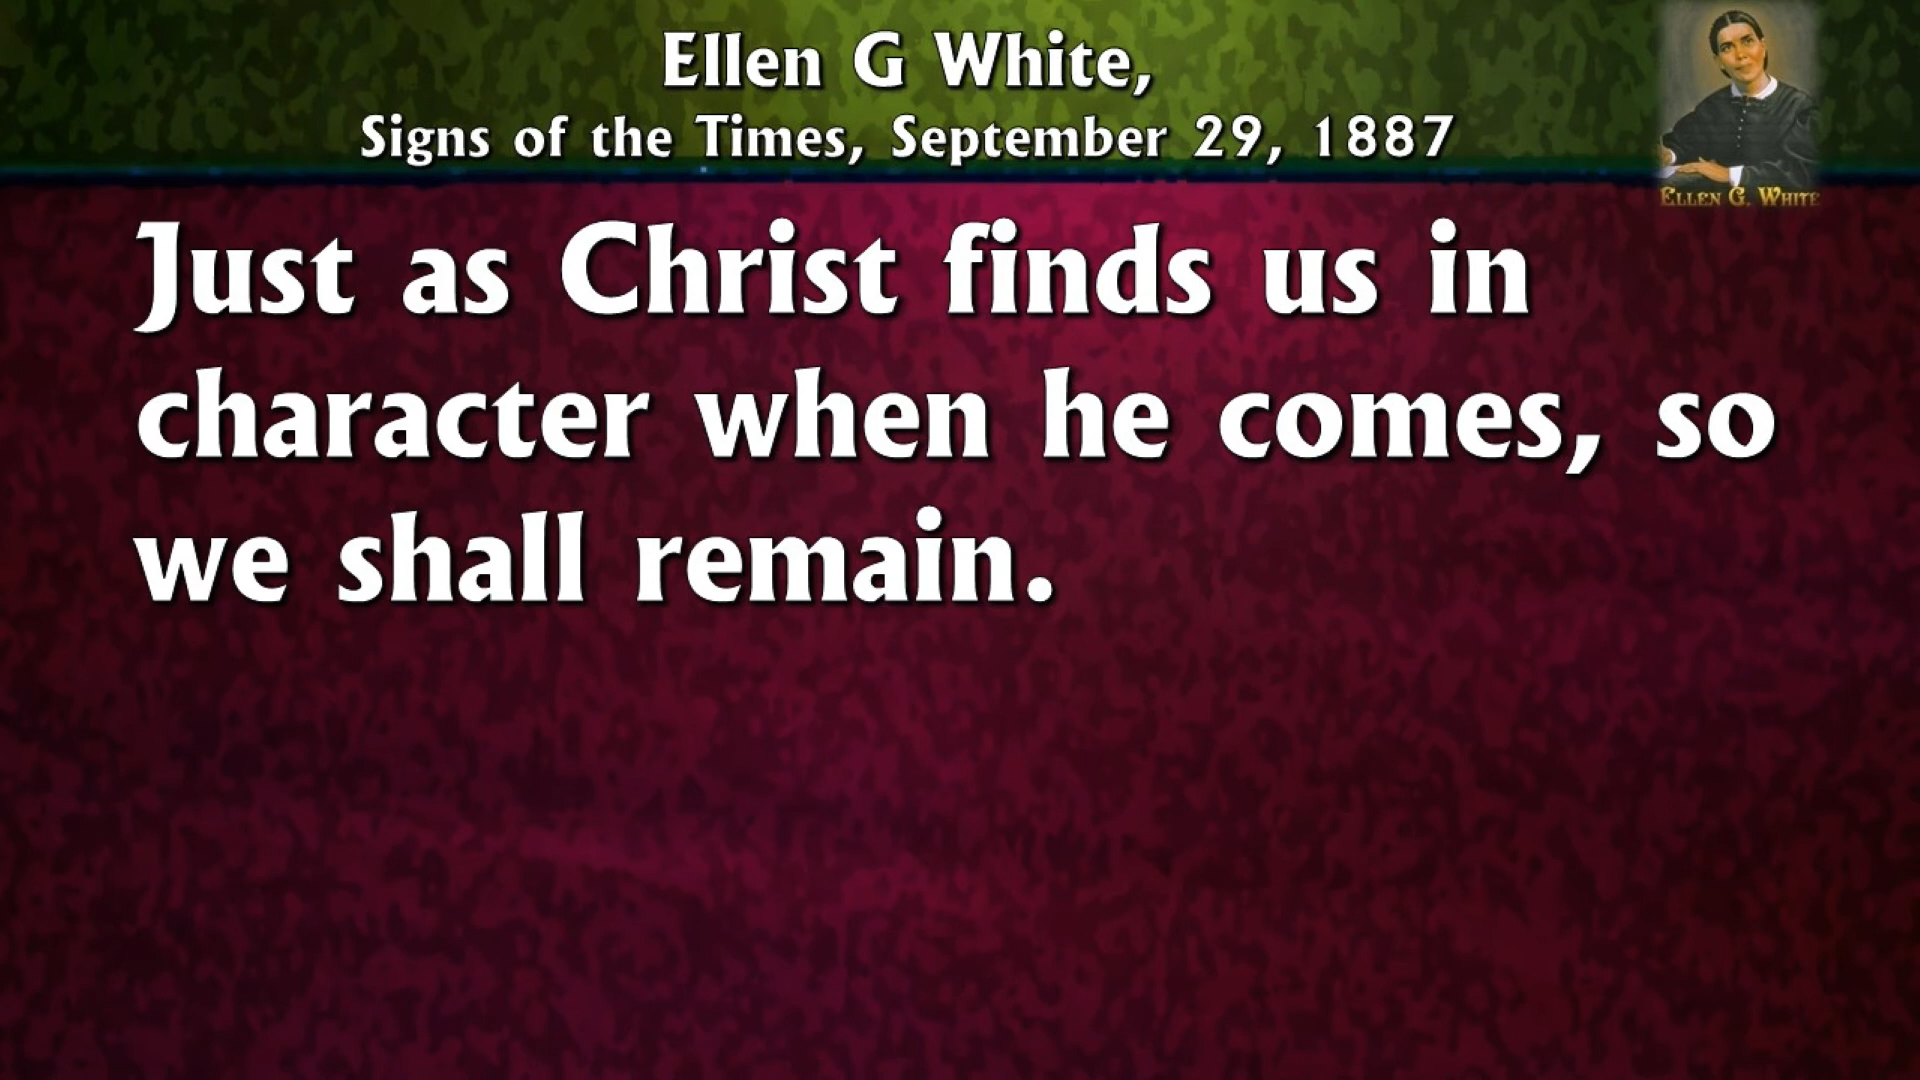 Ellen G White,
Signs of the Times, September 29, 1887
ELLEN G. WHITE
Just as Christ finds us in
character when he comes, so
we shall remain.